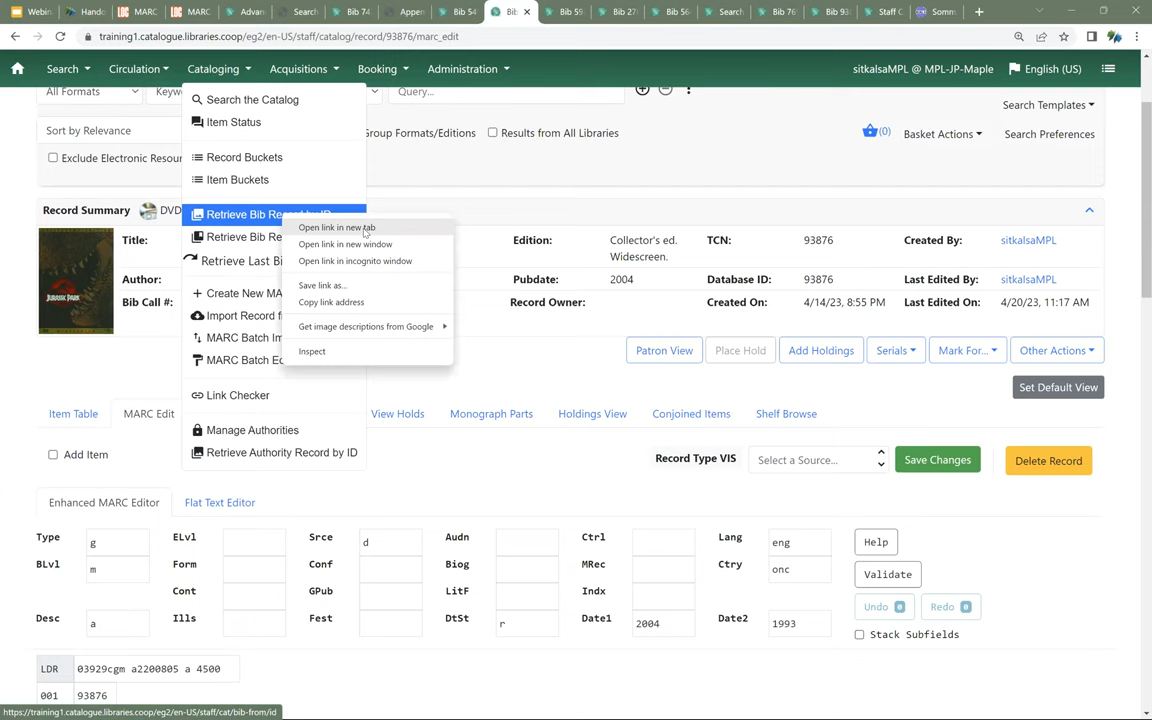 Webin
Hando
MARC
MARC
Advan
Search
Bib 74
Appen
Bib 54
Bib
Bib 59
Bib 27
Bib 56
Search
Bib 76
Bib 93
Staff C
Somm
training1.catalogue.libraries.coop/eg2/en-US/staff/catalog/record/93876/marc_edit
Search Circulation Cataloging Acquisitions Booking Administration sitkalsaMPL @ MPL-JP-Maple English (US)
All Formats Keyw Query...
Search Templates
Sort by Relevance Group Formats/Editions Results from All Libraries (0) Basket Actions Search Preferences
Exclude Electronic Resour
Search the Catalog
Item Status
Record Buckets
Item Buckets
Retrieve Bib Record by ID
Retrieve Bib Re
Retrieve Last Bi
Create New MA
Import Record f
MARC Batch Im
MARC Batch Ed
Link Checker
Manage Authorities
Retrieve Authority Record by ID
Open link in new tab
Open link in new window
Open link in incognito window
Save link as...
Copy link address
Get image descriptions from Google
Inspect
Record Summary DVD
JURASSIC PARK
Title: Edition: Collector's ed. Widescreen. TCN: 93876 Created By: sitkalsaMPL
Author: Pubdate: 2004 Database ID: 93876 Last Edited By: sitkalsaMPL
Bib Call #: Record Owner: Created On: 4/14/23, 8:55 PM Last Edited On: 4/20/23, 11:17 AM
Patron View Place Hold Add Holdings Serials Mark For... Other Actions
Set Default View
Item Table MARC Edit View Holds Monograph Parts Holdings View Conjoined Items Shelf Browse
Add Item Record Type VIS Select a Source... Save Changes Delete Record
Enhanced MARC Editor Flat Text Editor
Type g ELvl Srce d Audn Ctrl Lang eng Help
BLvl m Form Conf Biog MRec Ctry onc Validate
Cont GPub LitF Indx Undo 0 Redo 0
Desc a Ills Fest DtSt r Date1 2004 Date2 1993 Stack Subfields
LDR 03929cgm a2200805 a 4500
001 93876
https://training1.catalogue.libraries.coop/eg2/en-US/staff/cat/bib-from/id